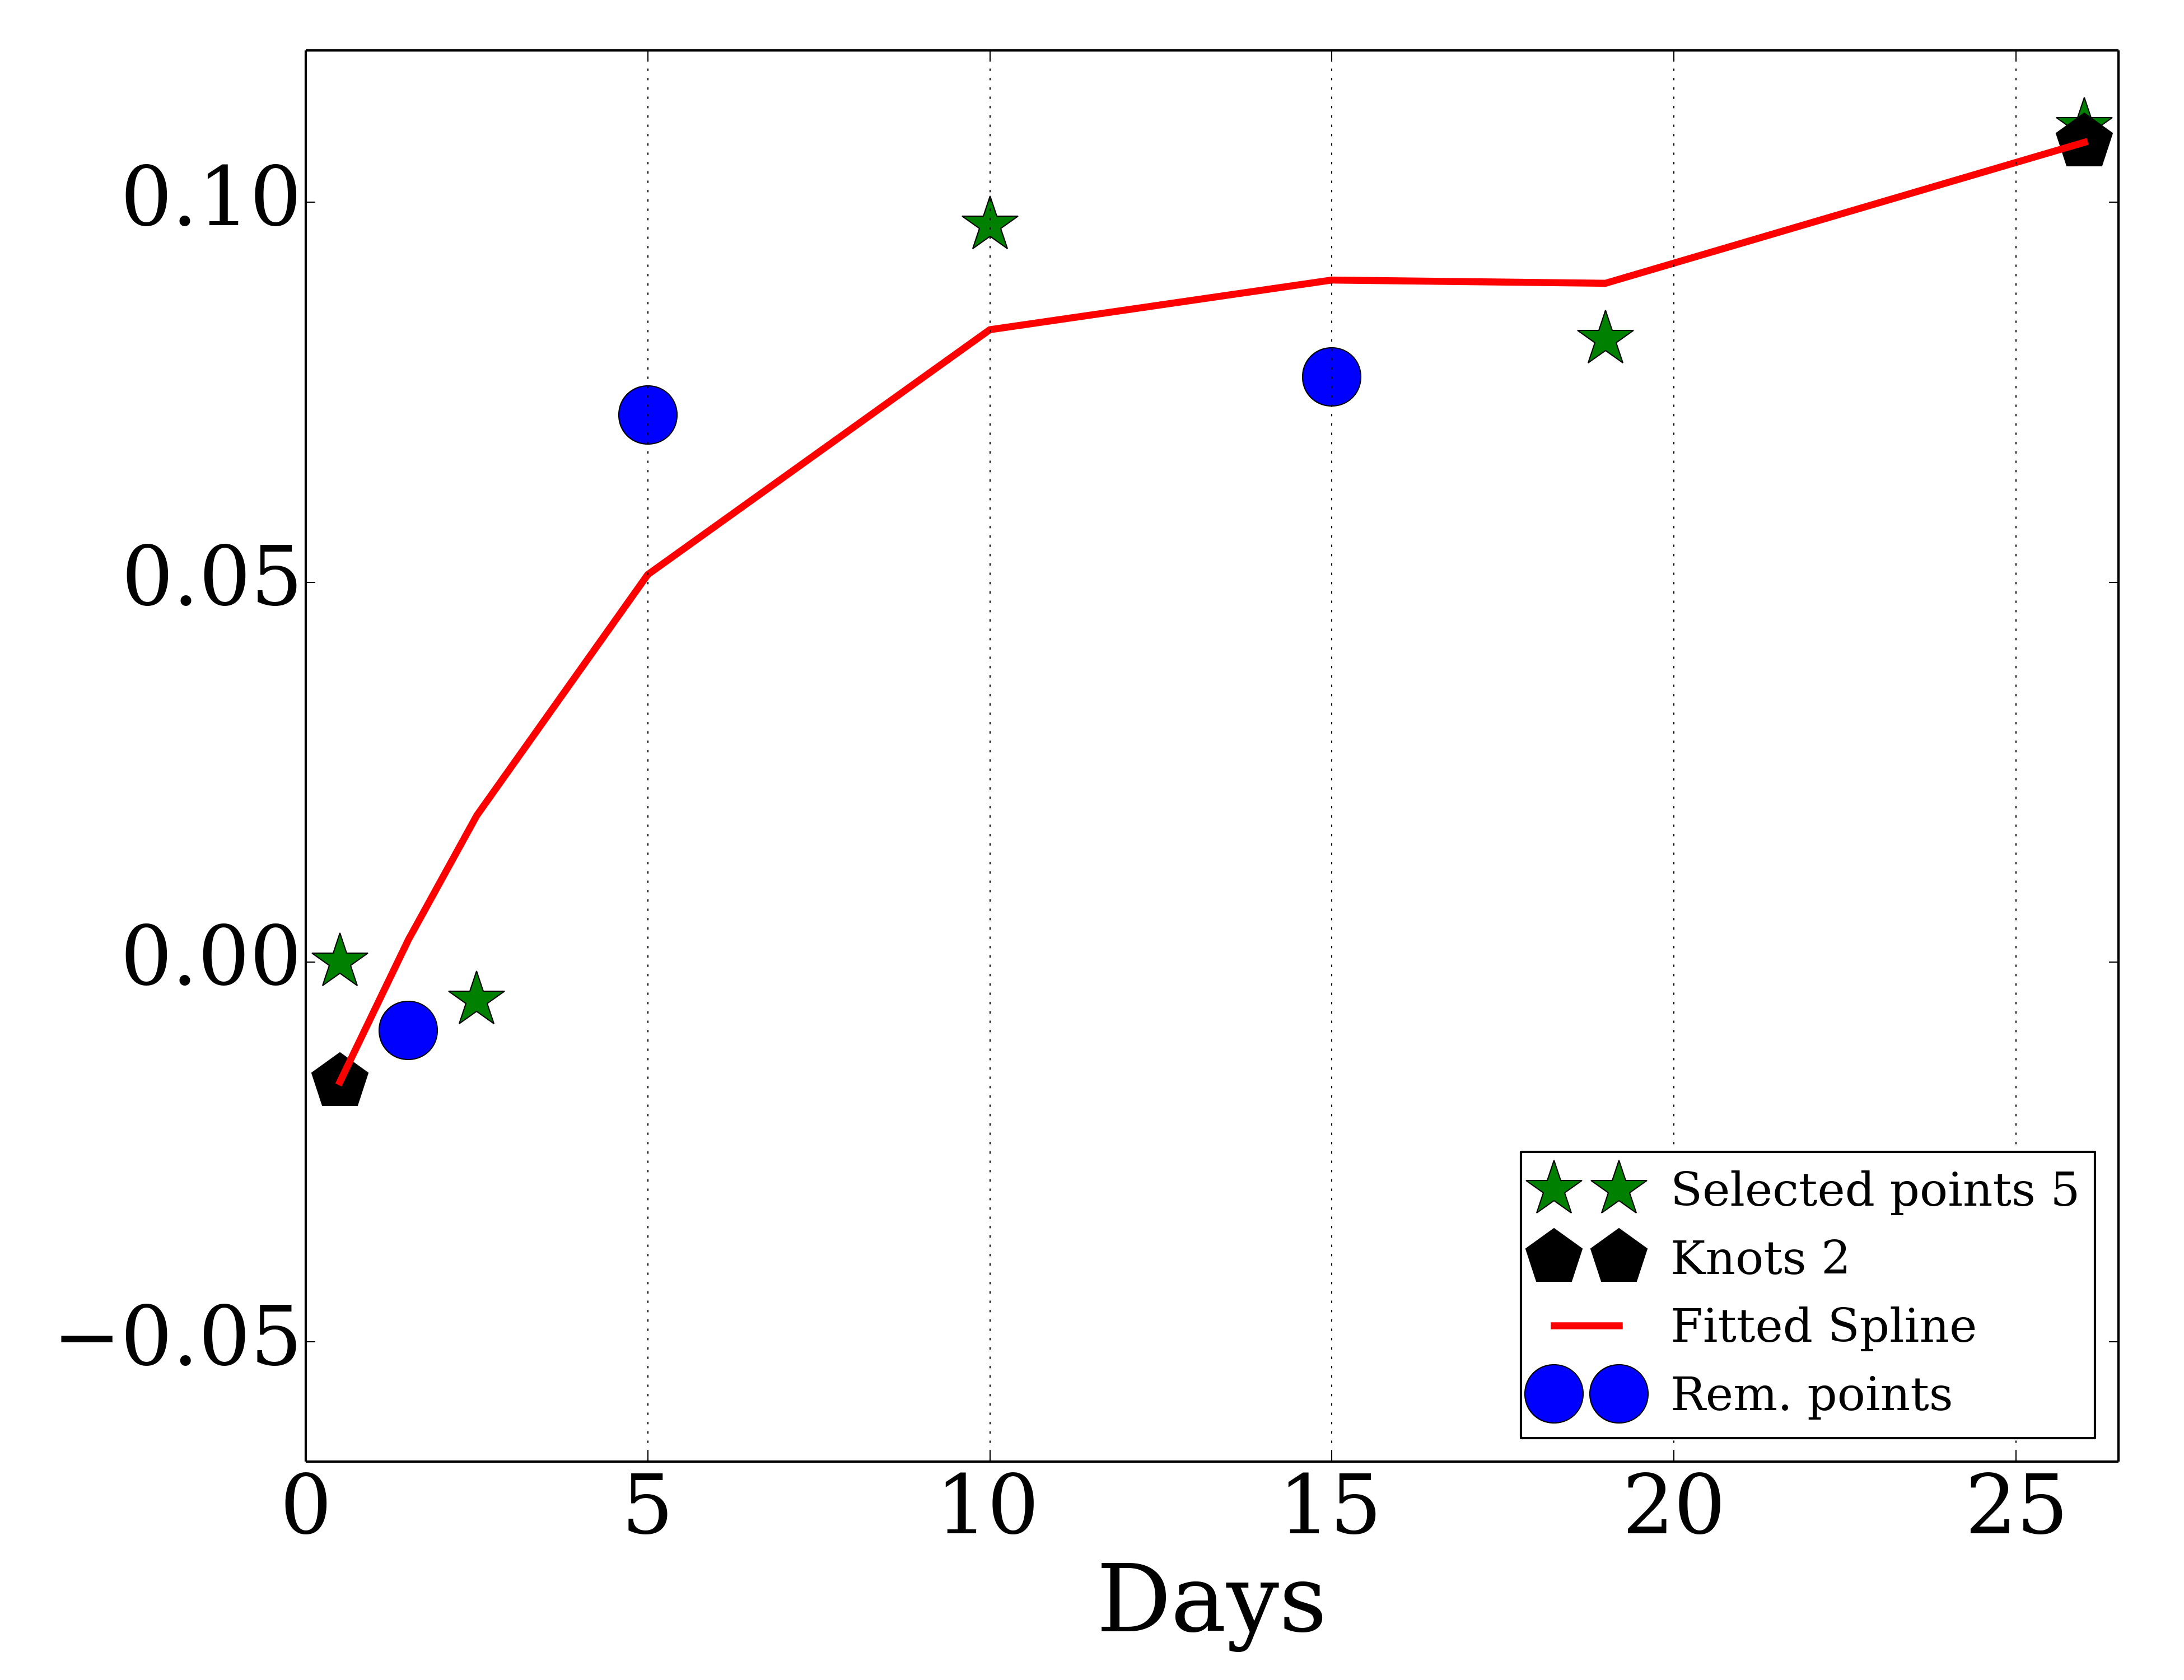 0.10
0.05
0.00
−0.05
0 5 10 15 20 25
Days
Selected points 5
Knots 2
Fitted Spline
Rem. points